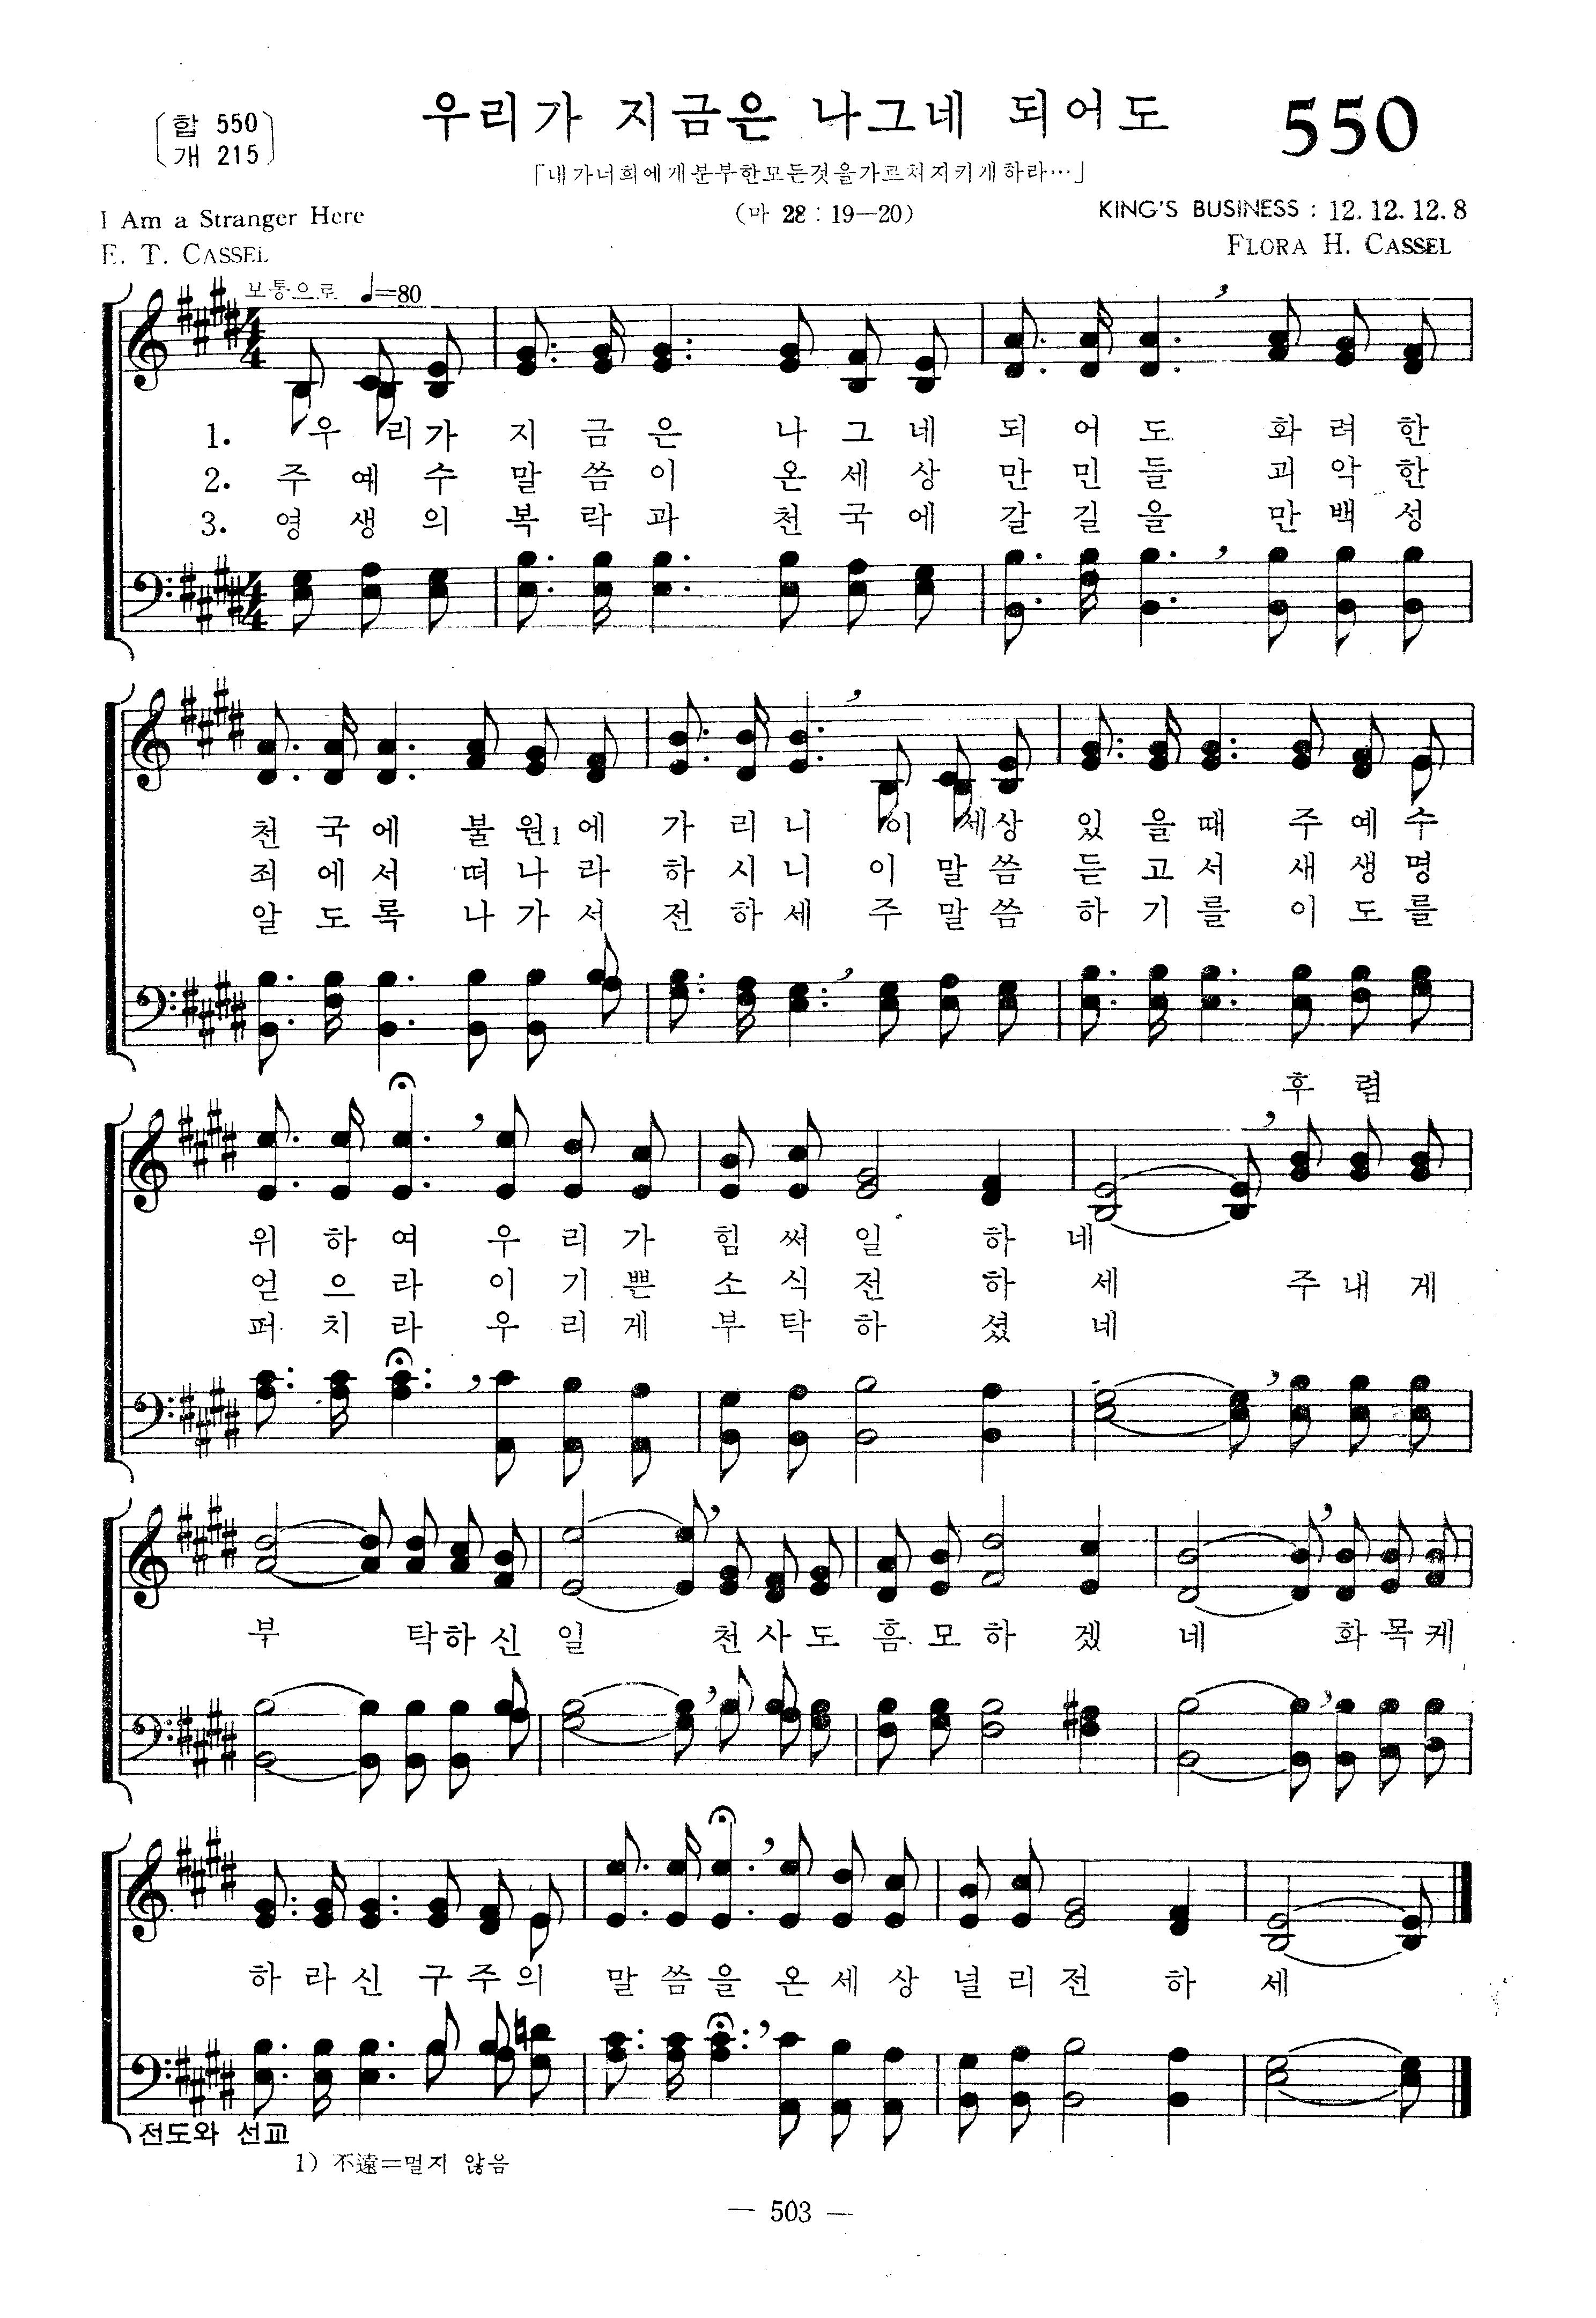 합 550
개 215
우리가 지금은 나그네 되어도
550
「내가너희에게분부한모든것을가르쳐지키게하라…」
I Am a Stranger Here
(마 28 : 19—20)
KING'S BUSINESS : 12. 12. 12. 8
E. T. CASSEL
FLORA H. CASSEL
보통으로 ♩=80
1. 우 리 가 지 금 은 나 그 네 되 어 도 화 려 한
2. 주 예 수 말 씀 이 온 세 상 만 민 들 괴 악 한
3. 영 생 의 복 락 과 천 국 에 갈 길 을 만 백 성
천 국 에 불 원1 에 가 리 니 이 세 상 있 을 때 주 예 수
죄 에 서 떠 나 라 하 시 니 이 말 씀 듣 고 서 새 생 명
알 도 록 나 가 서 전 하 세 주 말 씀 하 기 를 이 도 를
후 렴
위 하 여 우 리 가 힘 써 일 하 네
얻 으 라 이 기 쁜 소 식 전 하 세 주 내 게
퍼 치 라 우 리 게 부 탁 하 셨 네
부 탁 하 신 일 천 사 도 흠 모 하 겠 네 화 목 케
하 라 신 구 주 의 말 씀 을 온 세 상 널 리 전 하 세
전도와 선교
1) 不遠=멀지 않음
— 503 —